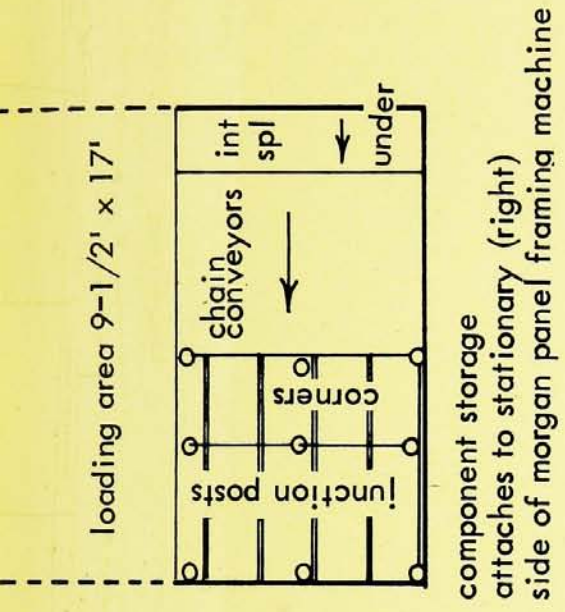 loading area 9-1/2' x 17'
int
spl
under
chain
conveyors
corners
junction posts
component storage
attaches to stationary (right)
side of morgan panel framing machine